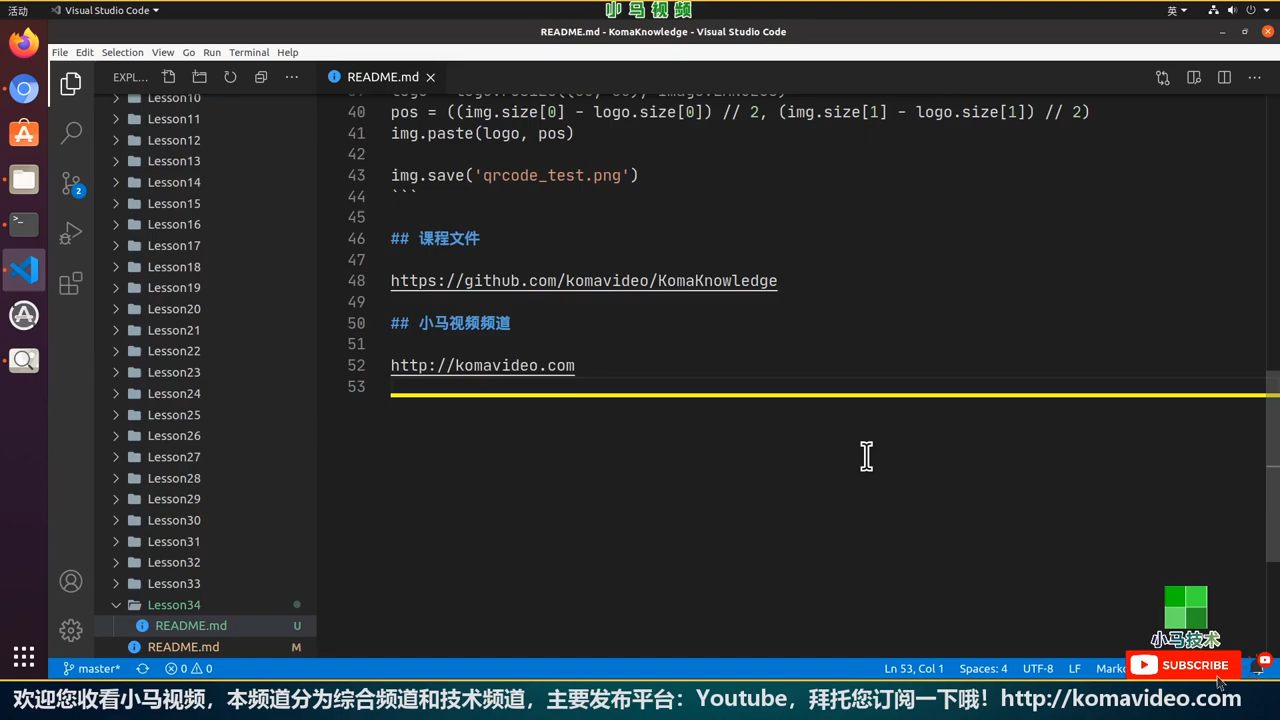 活动
Visual Studio Code
小马视频
英
README.md - KomaKnowledge - Visual Studio Code
File Edit Selection View Go Run Terminal Help
EXPL...
README.md
Lesson10
Lesson11
Lesson12
Lesson13
Lesson14
Lesson15
Lesson16
Lesson17
Lesson18
Lesson19
Lesson20
Lesson21
Lesson22
Lesson23
Lesson24
Lesson25
Lesson26
Lesson27
Lesson28
Lesson29
Lesson30
Lesson31
Lesson32
Lesson33
Lesson34
README.md U
README.md M
2
40 pos = ((img.size[0] - logo.size[0]) // 2, (img.size[1] - logo.size[1]) // 2)
41 img.paste(logo, pos)
42
43 img.save('qrcode_test.png')
44 ```
45
46 ## 课程文件
47
48 https://github.com/komavideo/KomaKnowledge
49
50 ## 小马视频频道
51
52 http://komavideo.com
53
小马技术
SUBSCRIBE
master* 0 0 Ln 53, Col 1 Spaces: 4 UTF-8 LF
欢迎您收看小马视频，本频道分为综合频道和技术频道，主要发布平台：Youtube，拜托您订阅一下哦！http://komavideo.com